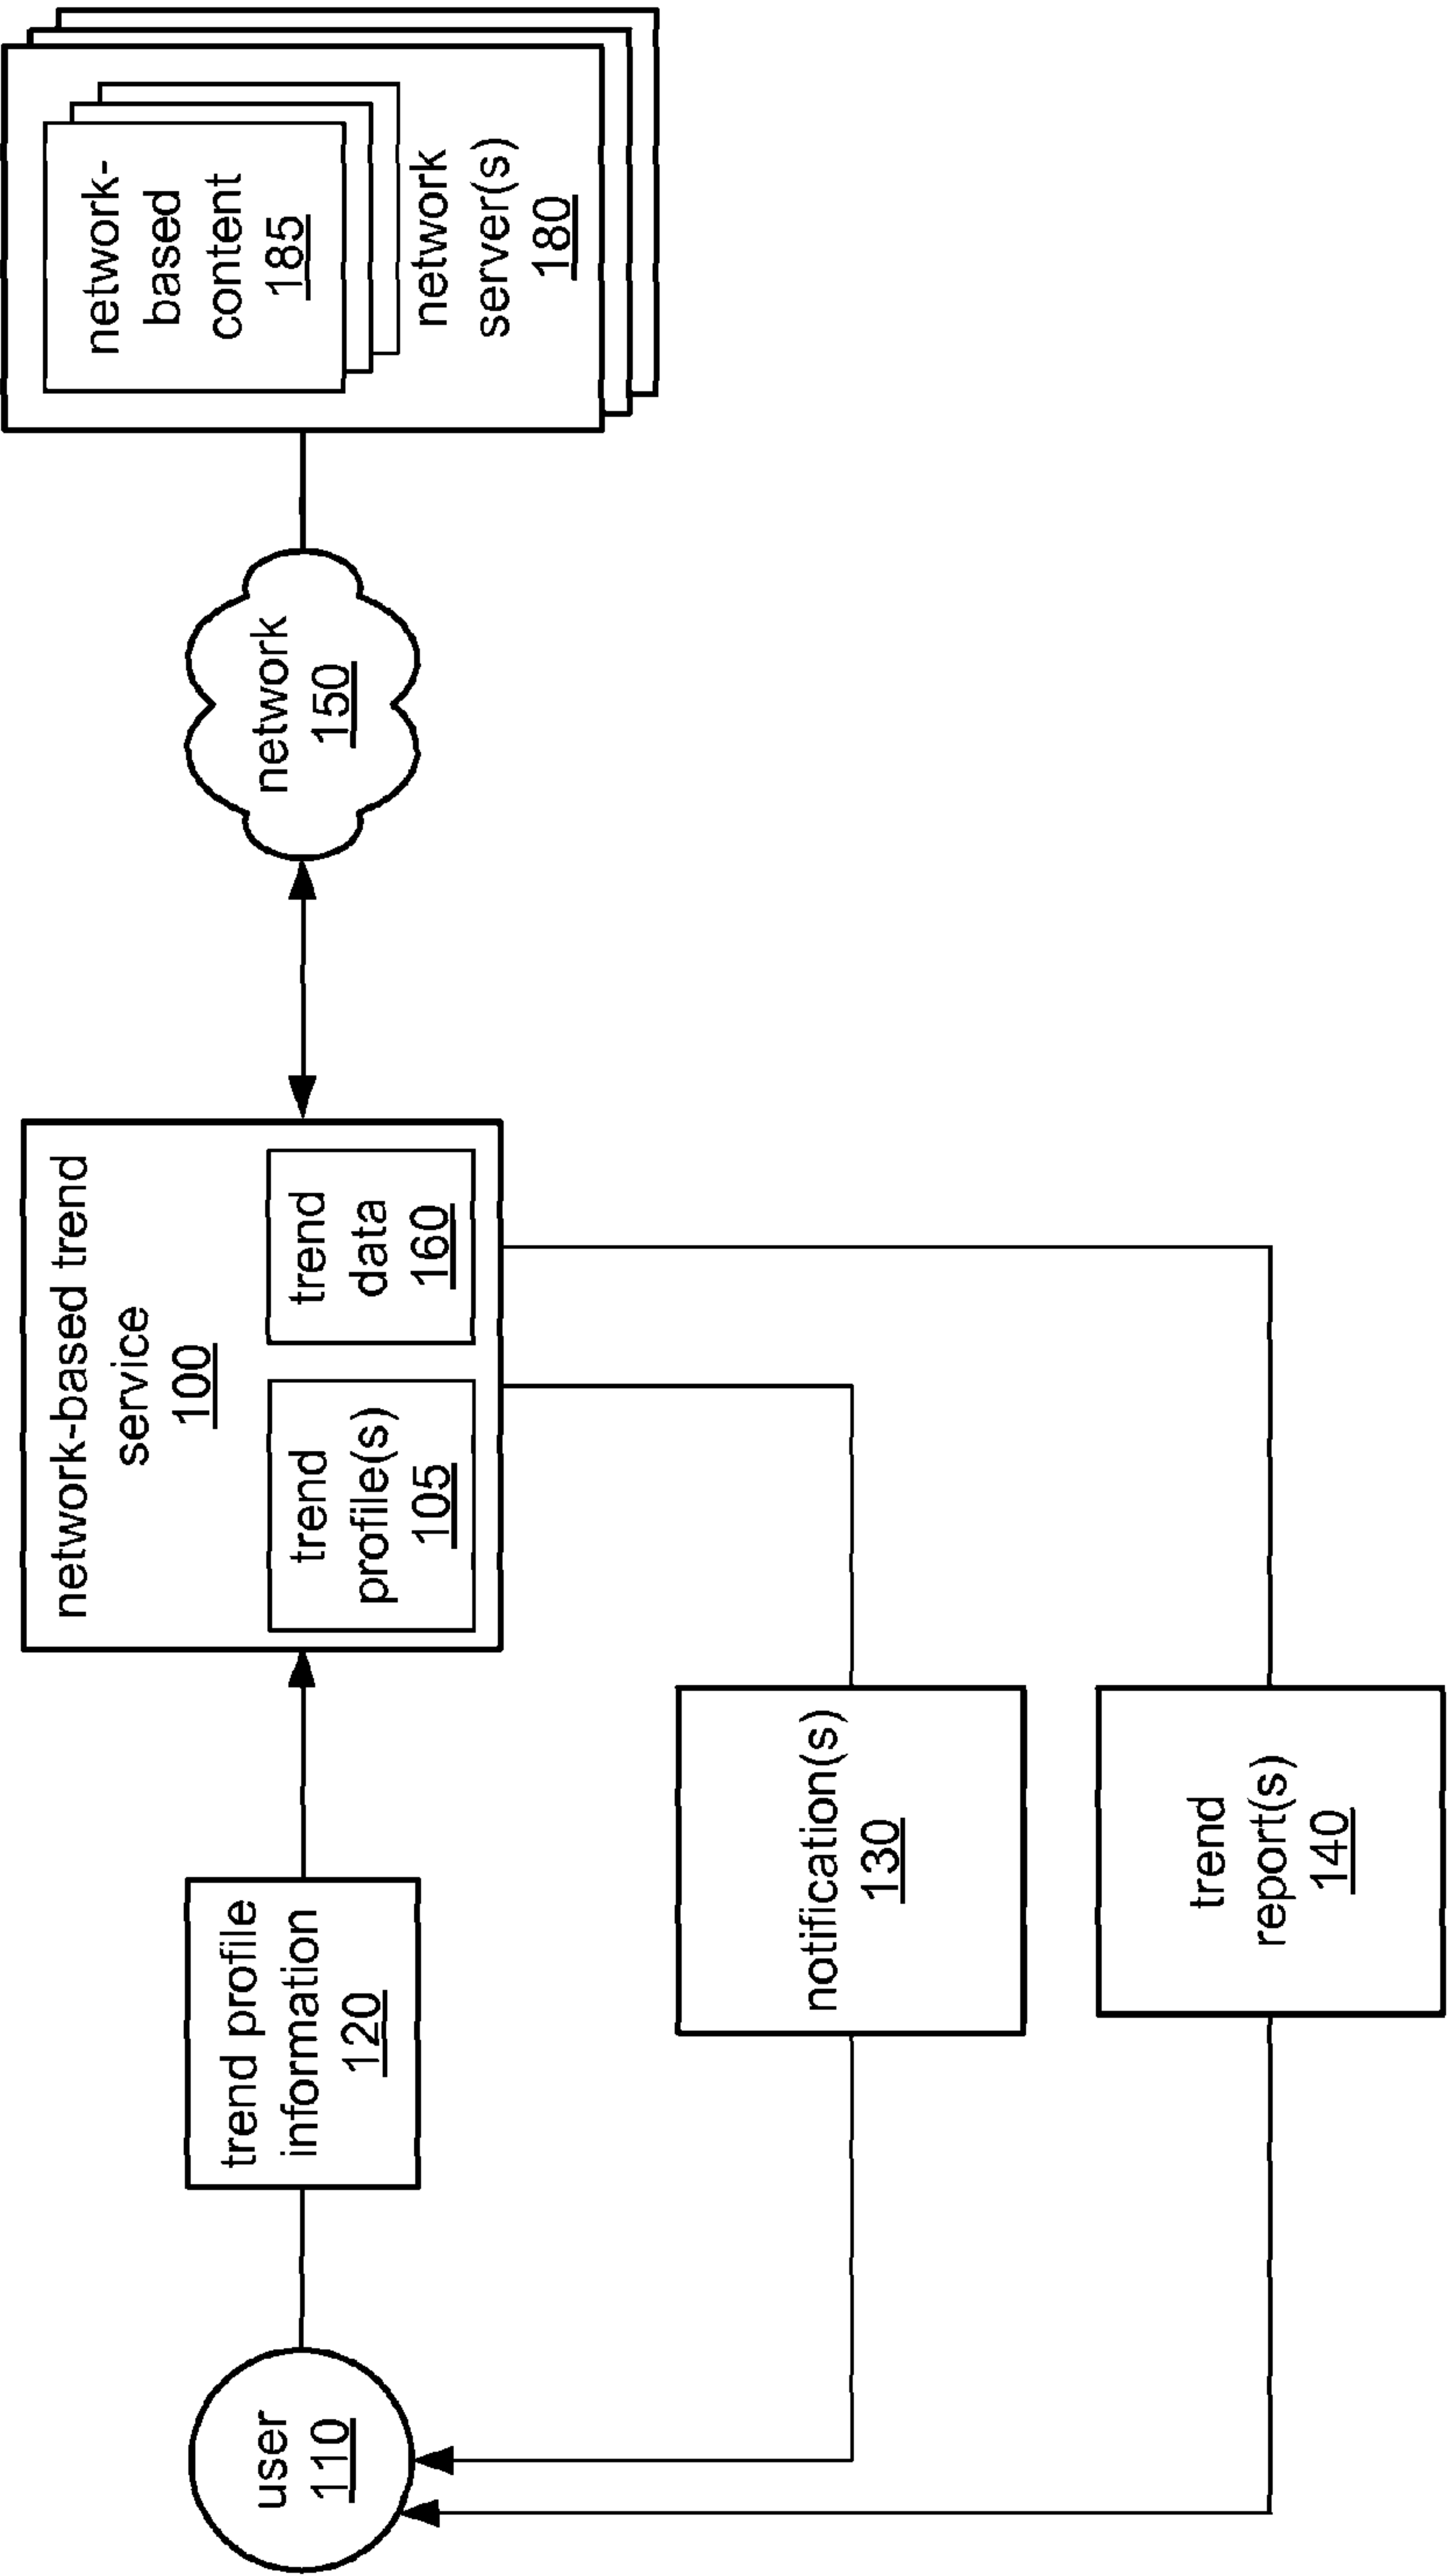 user
110
trend profile
information
120
network-based trend
service
100
trend
profile(s)
105
trend
data
160
network
150
network-
based
content
185
network
server(s)
180
notification(s)
130
trend
report(s)
140